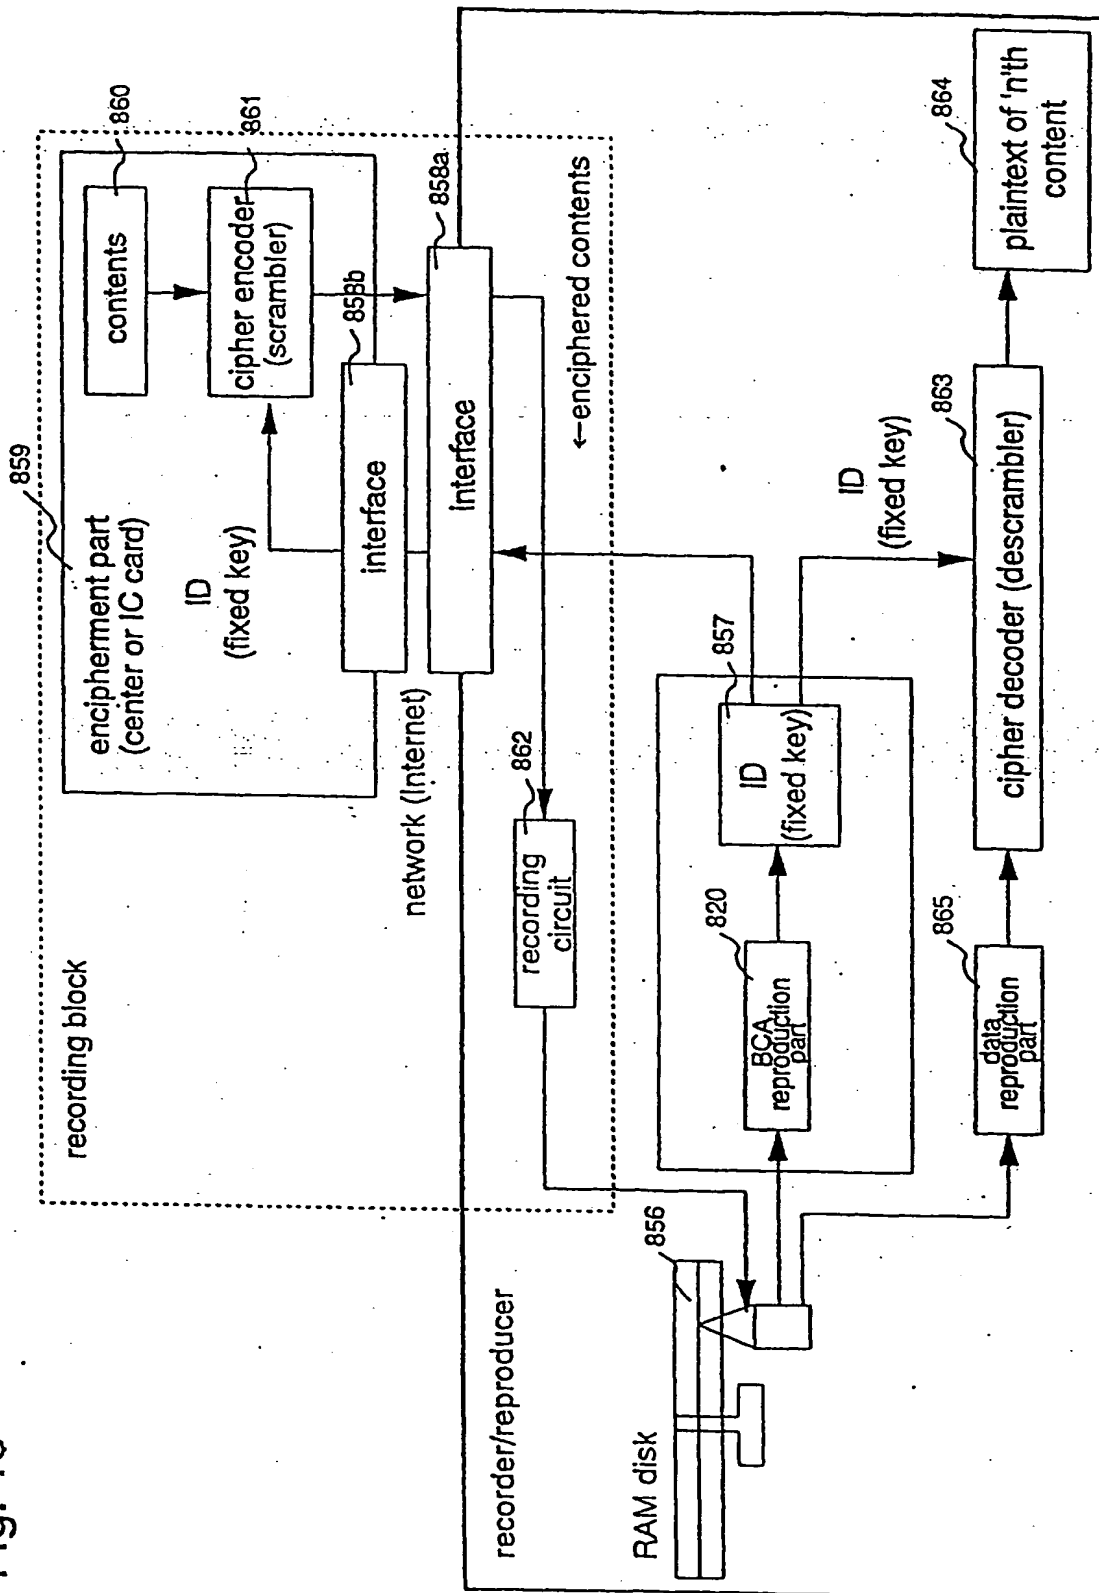 recording block
859
encipherment part
(center or IC card)
860
contents
861
cipher encoder
(scrambler)
ID
(fixed key)
858b
interface
network (Internet)
858a
interface
862
recording
circuit
←enciphered contents
recorder/reproducer
RAM disk
856
820
BCA
reproduction
part
857
ID
(fixed key)
ID
(fixed key)
865
data
reproduction
part
863
cipher decoder (descrambler)
864
plaintext of 'n'th
content